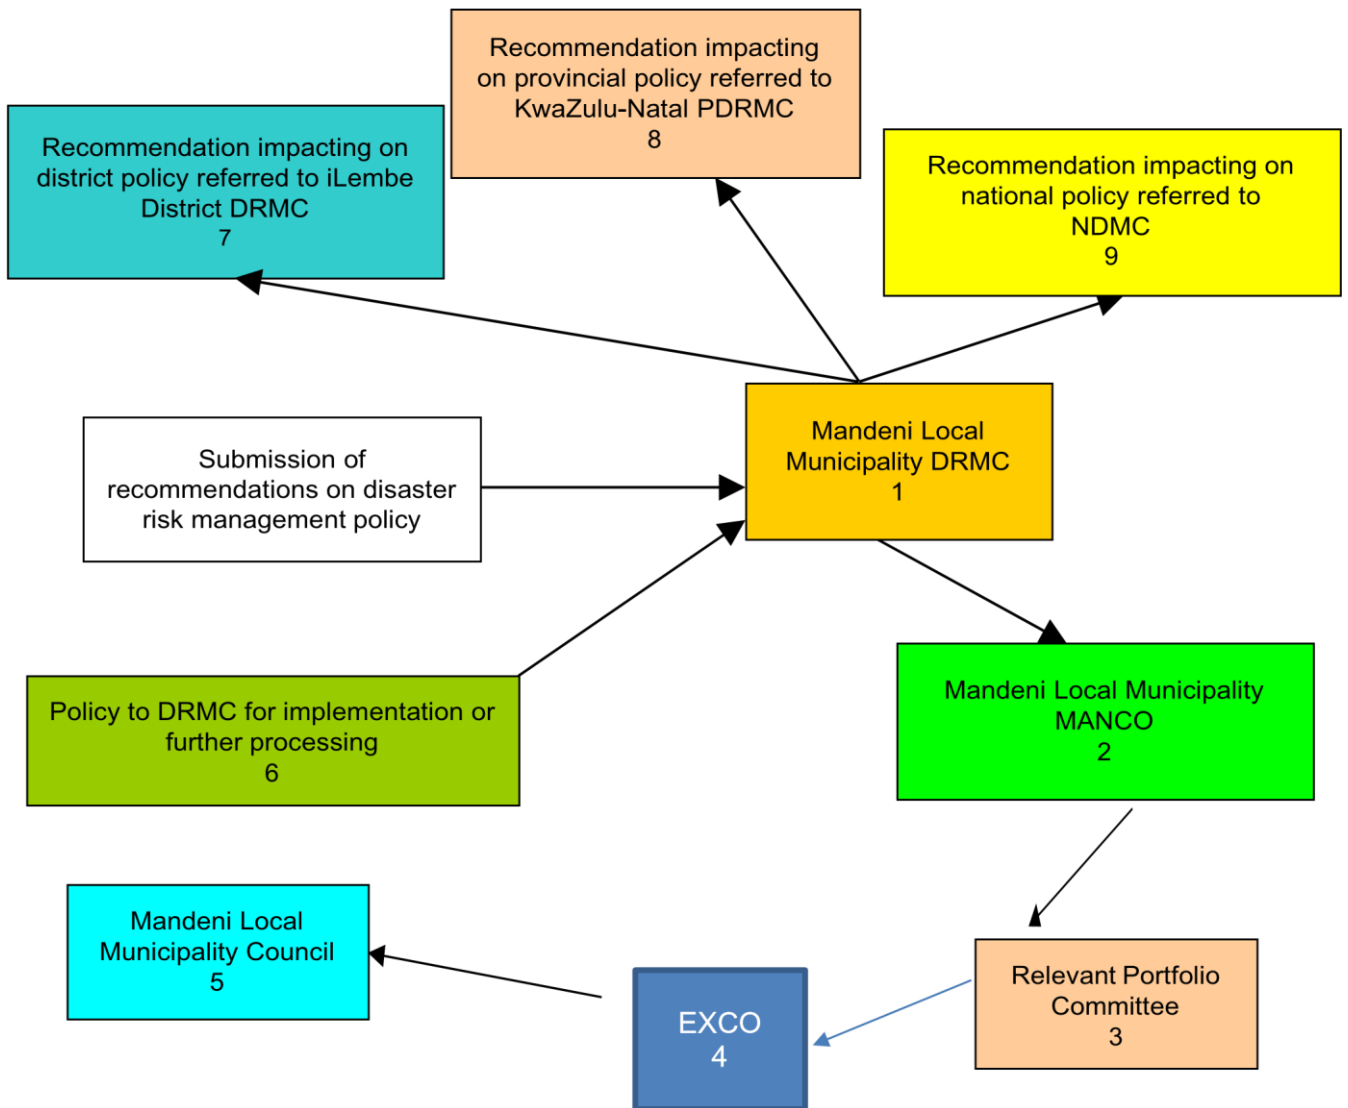 Recommendation impacting
on provincial policy referred to
KwaZulu-Natal PDRMC
8
Recommendation impacting on
district policy referred to iLembe
District DRMC
7
Recommendation impacting on
national policy referred to
NDMC
9
Mandeni Local
Municipality DRMC
1
Submission of
recommendations on disaster
risk management policy
Policy to DRMC for implementation or
further processing
6
Mandeni Local Municipality
MANCO
2
Mandeni Local
Municipality Council
5
EXCO
4
Relevant Portfolio
Committee
3